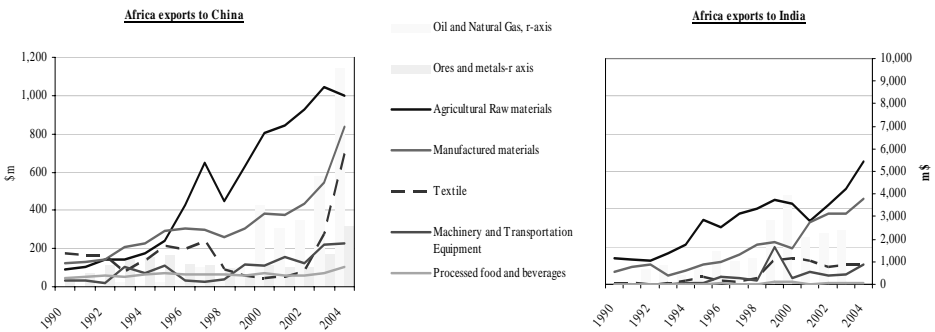 Africa exports to China
1,200
1,000
800
600
400
200
0
$ m
1990
1992
1994
1996
1998
2000
2002
2004
Oil and Natural Gas, r-axis
Ores and metals-r axis
Agricultural Raw materials
Manufactured materials
Textile
Machinery and Transportation
Equipment
Processed food and beverages
Africa exports to India
10,000
9,000
8,000
7,000
6,000
5,000
4,000
3,000
2,000
1,000
0
$ m
1990
1992
1994
1996
1998
2000
2002
2004